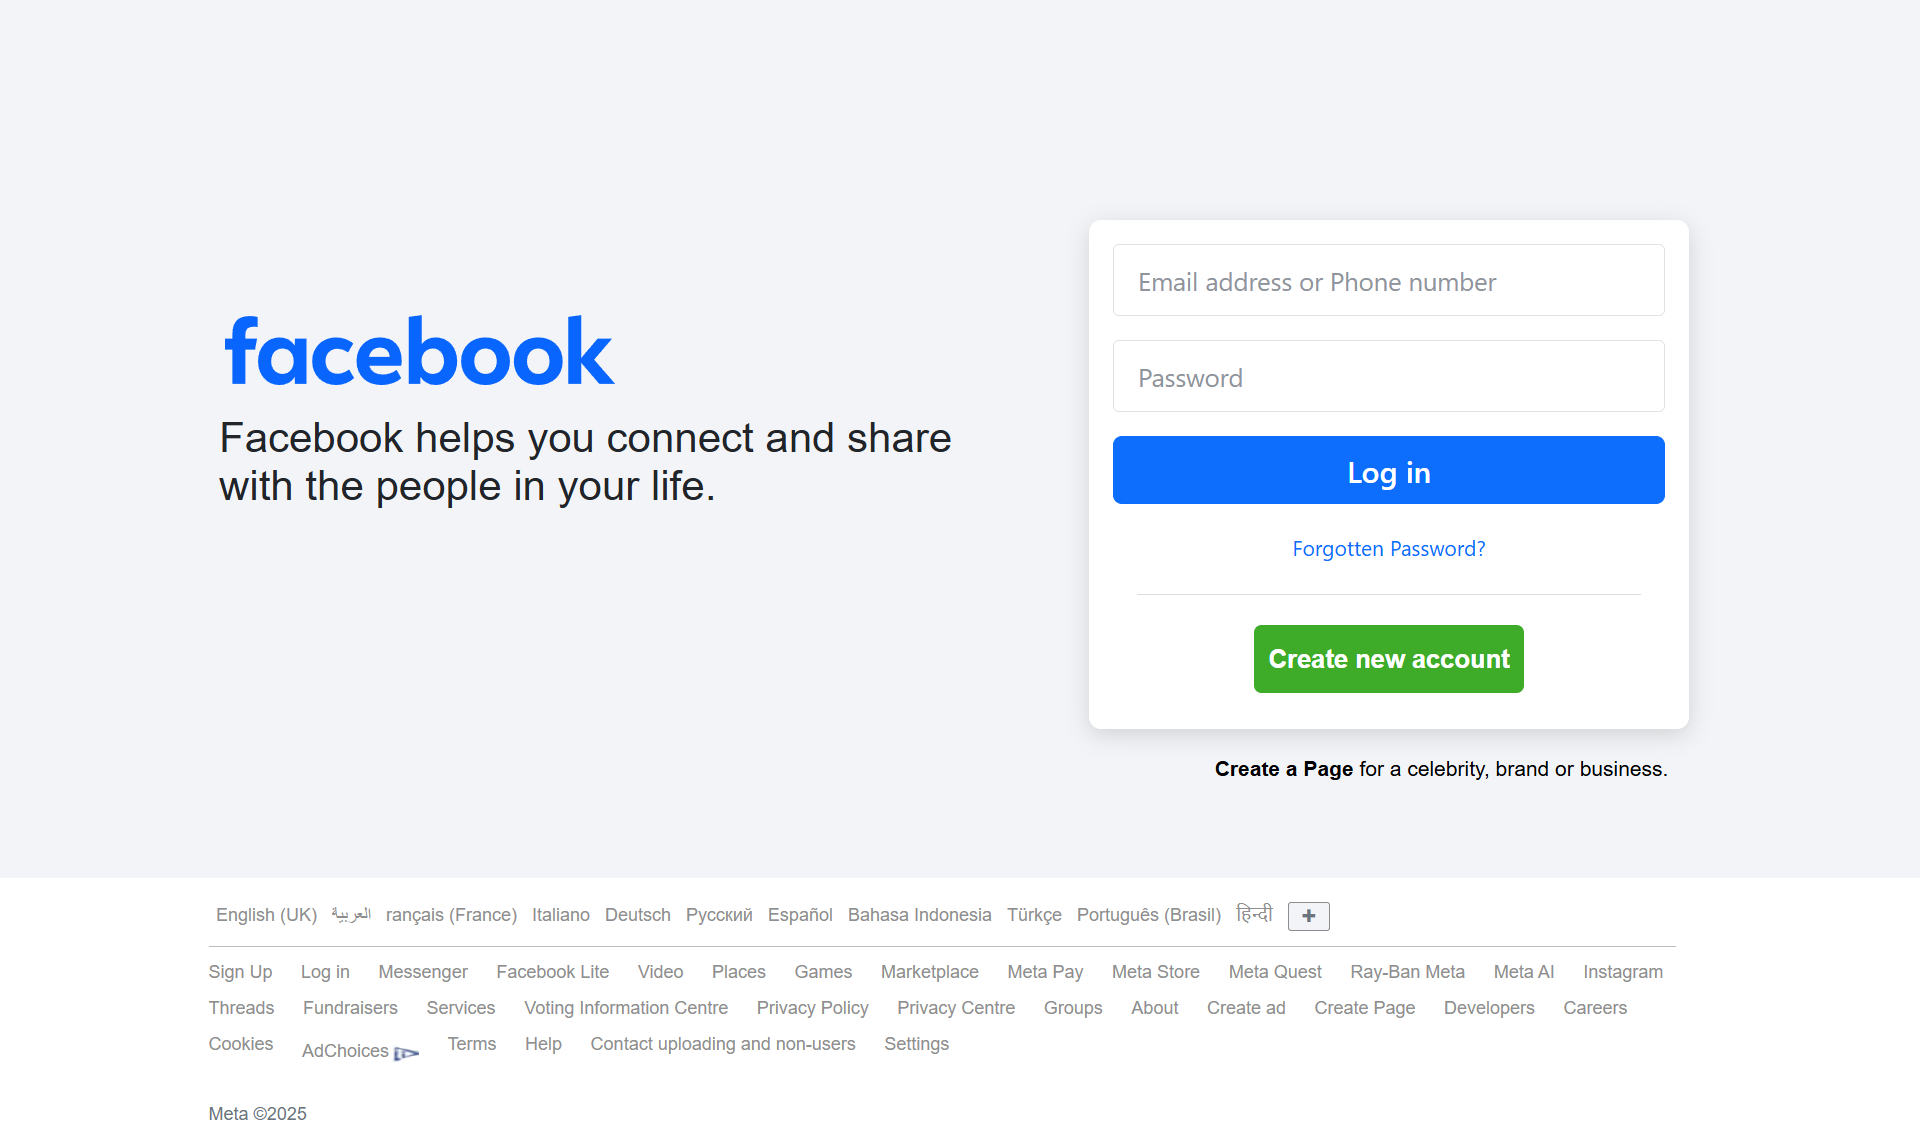 facebook
Facebook helps you connect and share
with the people in your life.
Email address or Phone number
Password
Log in
Forgotten Password?
Create new account
Create a Page for a celebrity, brand or business.
English (UK) العربية rançais (France) Italiano Deutsch Русский Español Bahasa Indonesia Türkçe Português (Brasil) हिन्दी +
Sign Up Log in Messenger Facebook Lite Video Places Games Marketplace Meta Pay Meta Store Meta Quest Ray-Ban Meta Meta AI Instagram
Threads Fundraisers Services Voting Information Centre Privacy Policy Privacy Centre Groups About Create ad Create Page Developers Careers
Cookies AdChoices Terms Help Contact uploading and non-users Settings
Meta ©2025